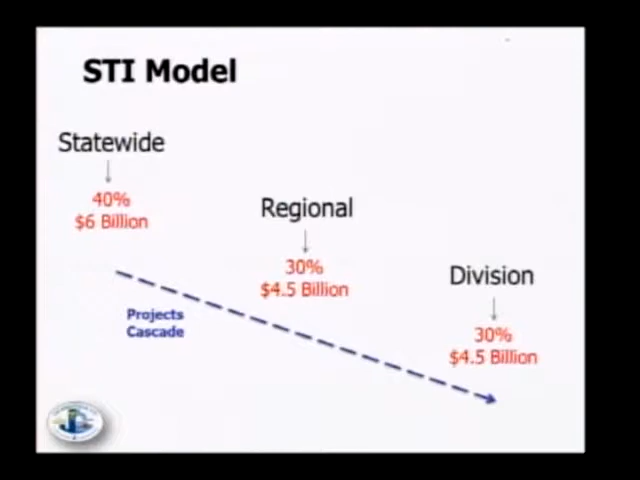 STI Model
Statewide
40%
$6 Billion
Regional
30%
$4.5 Billion
Division
30%
$4.5 Billion
Projects
Cascade